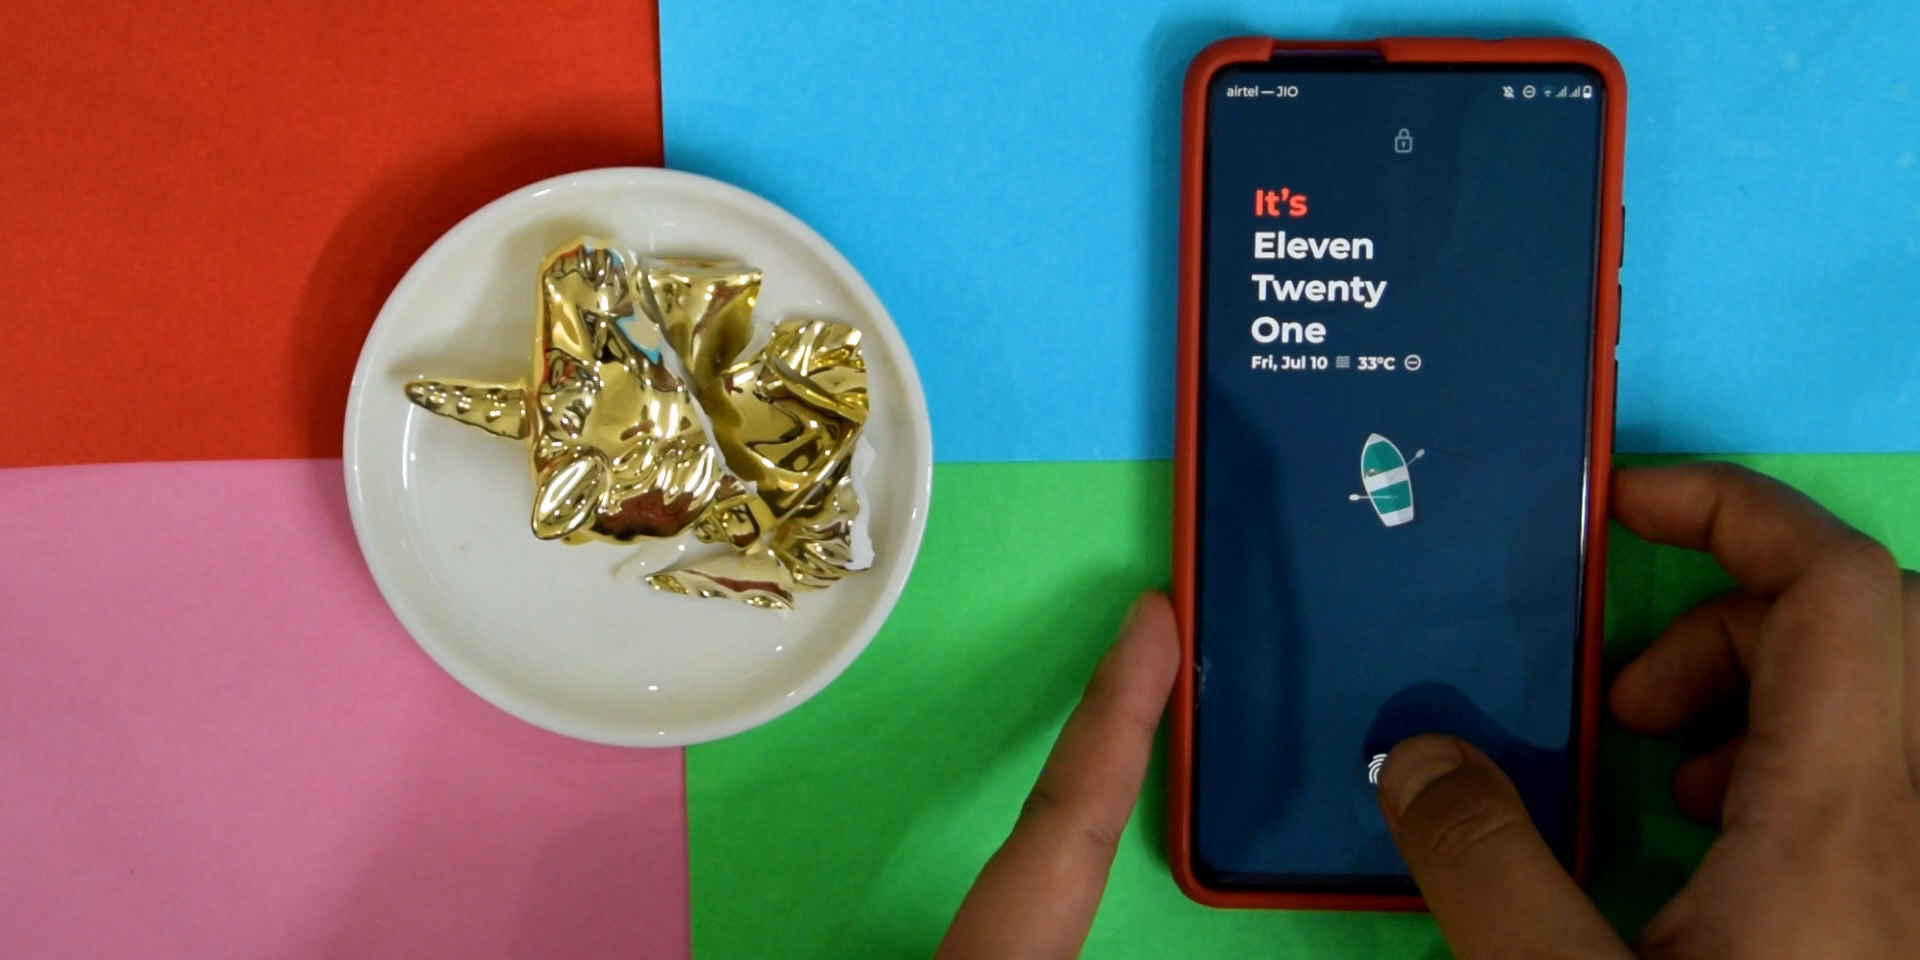 airtel — JIO
It's
Eleven
Twenty
One
Fri, Jul 10 33°C